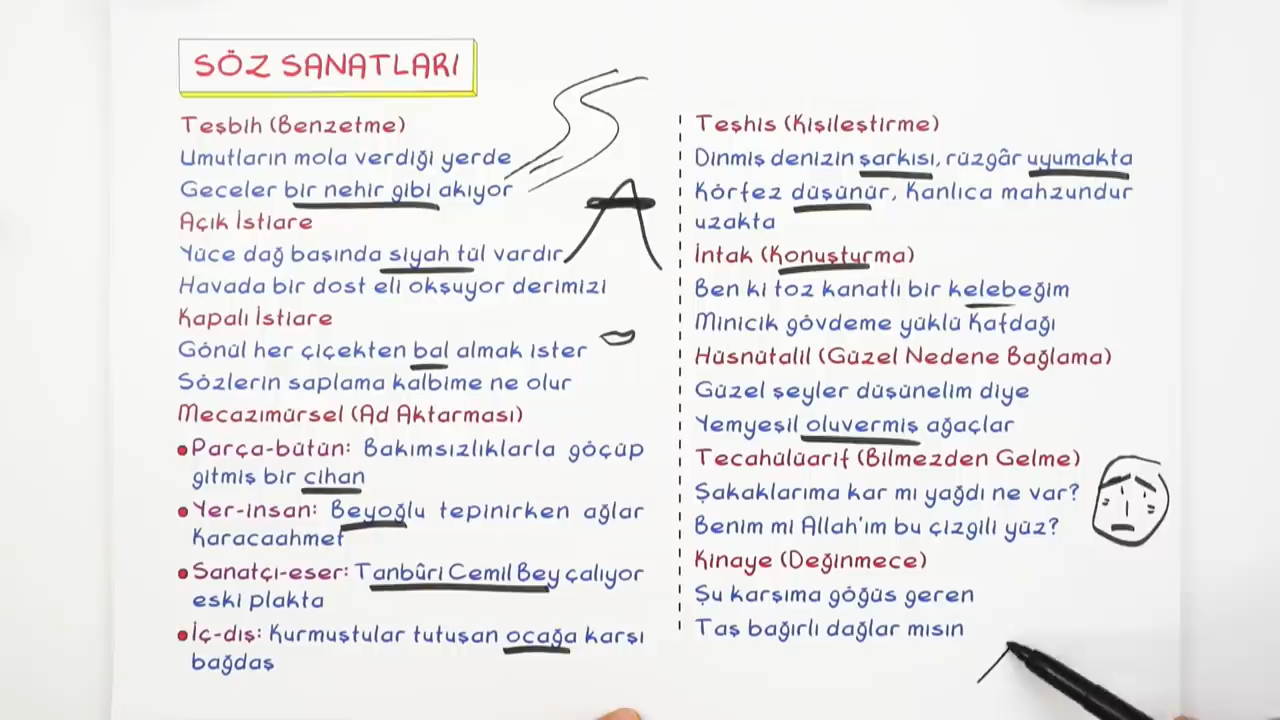 SÖZ SANATLARI
Teşbih (Benzetme)
Umutların mola verdiği yerde
Geceler bir nehir gibi akıyor
Açık İstiare
Yüce dağ başında siyah tül vardır
Havada bir dost eli okşuyor derimizi
Kapalı İstiare
Gönül her çiçekten bal almak ister
Sözlerin saplama kalbime ne olur
Mecazımürsel (Ad Aktarması)
•Parça-bütün: Bakımsızlıklarla göçüp
gitmiş bir cihan
•Yer-insan: Beyoğlu tepinirken ağlar
Karacaahmet
•Sanatçı-eser: Tanbûri Cemil Bey çalıyor
eski plakta
•İç-dış: Kurmuştular tutuşan ocağa karşı
bağdaş
Teşhis (Kişileştirme)
Dinmiş denizin şarkısı, rüzgâr uyumakta
Körfez düşünür, Kanlıca mahzundur
uzakta
İntak (Konuşturma)
Ben ki toz kanatlı bir kelebeğim
Minicik gövdeme yüklü Kafdağı
Hüsnütalil (Güzel Nedene Bağlama)
Güzel şeyler düşünelim diye
Yemyeşil oluvermiş ağaçlar
Tecahülüarif (Bilmezden Gelme)
Şakaklarıma kar mı yağdı ne var?
Benim mi Allah'ım bu çizgili yüz?
Kinaye (Değinmece)
Şu karşıma göğüs geren
Taş bağırlı dağlar mısın